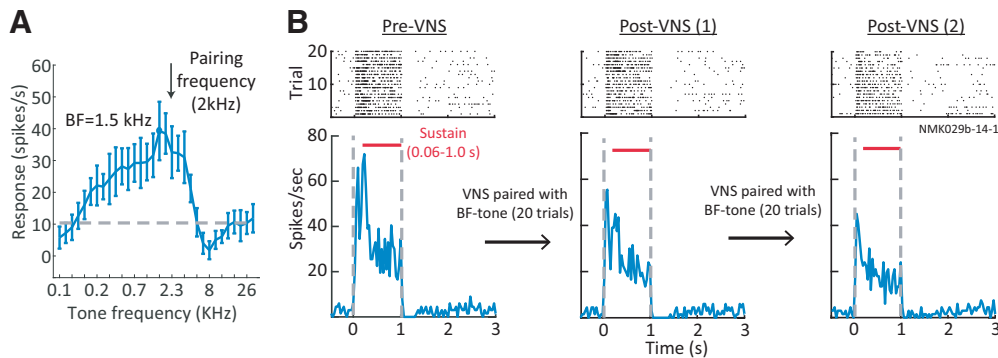 A
Pairing
frequency
(2kHz)
BF=1.5 kHz
Response (spikes/s)
60
50
40
30
20
10
0
0.1 0.2 0.7 2.3 8 26
Tone frequency (KHz)
B
Pre-VNS
Post-VNS (1)
Post-VNS (2)
Trial
20
10
0
NMK029b-14-1
Spikes/sec
80
60
40
20
Sustain
(0.06-1.0 s)
VNS paired with
BF-tone (20 trials)
VNS paired with
BF-tone (20 trials)
0 1 2 3
0 1 2 3
0 1 2 3
Time (s)